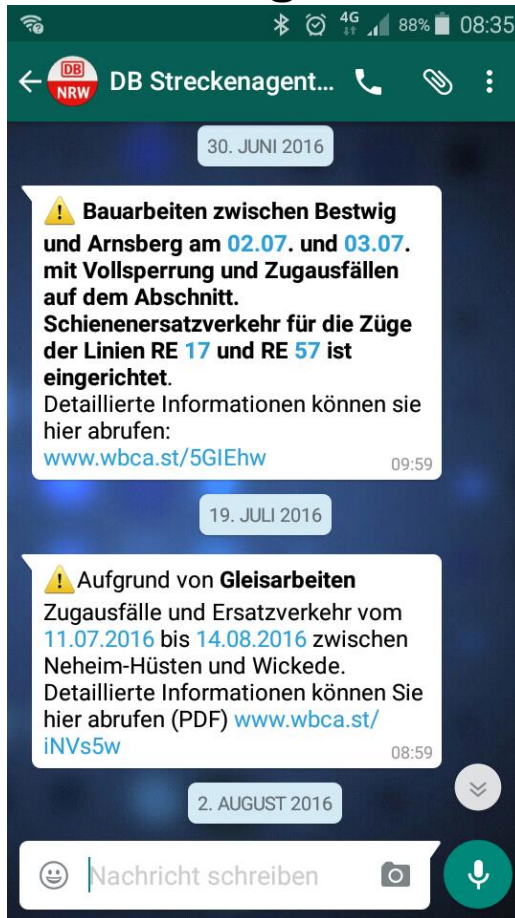 4G 88% 08:35
DB NRW DB Streckenagent...
30. JUNI 2016
Bauarbeiten zwischen Bestwig
und Arnsberg am 02.07. und 03.07.
mit Vollsperrung und Zugausfällen
auf dem Abschnitt.
Schienenersatzverkehr für die Züge
der Linien RE 17 und RE 57 ist
eingerichtet.
Detaillierte Informationen können sie
hier abrufen:
www.wbca.st/5GIEhw 09:59
19. JULI 2016
Aufgrund von Gleisarbeiten
Zugausfälle und Ersatzverkehr vom
11.07.2016 bis 14.08.2016 zwischen
Neheim-Hüsten und Wickede.
Detaillierte Informationen können Sie
hier abrufen (PDF) www.wbca.st/
iNVs5w 08:59
2. AUGUST 2016
Nachricht schreiben